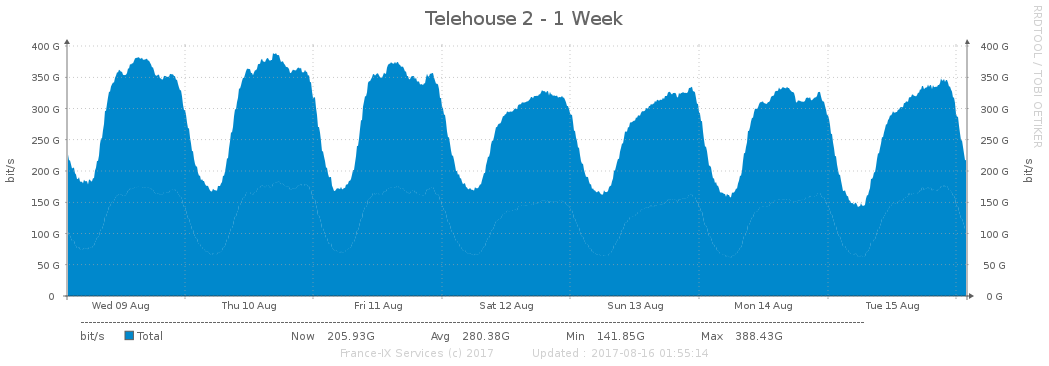 Telehouse 2 - 1 Week
RRDTOOL / TOBI OETIKER
400 G 400 G
350 G 350 G
300 G 300 G
250 G 250 G
200 G 200 G
150 G 150 G
100 G 100 G
50 G 50 G
0 0 G
bit/s bit/s
Wed 09 Aug Thu 10 Aug Fri 11 Aug Sat 12 Aug Sun 13 Aug Mon 14 Aug Tue 15 Aug
bit/s Total Now 205.93G Avg 280.38G Min 141.85G Max 388.43G
France-IX Services (c) 2017 Updated : 2017-08-16 01:55:14